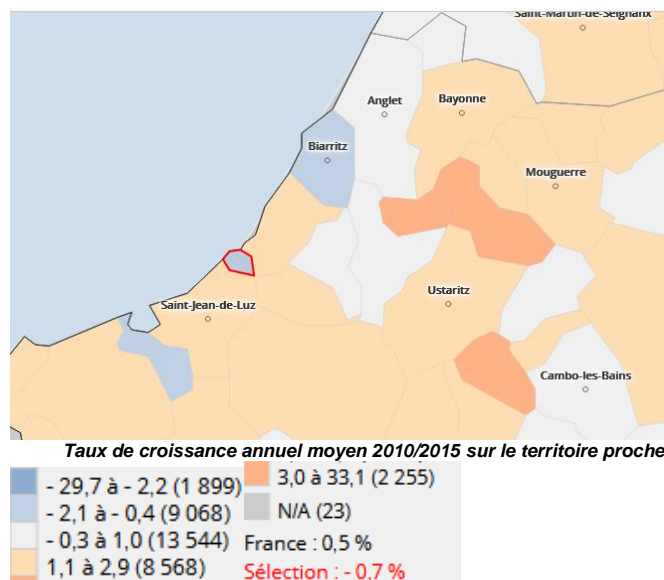 Saint-Martin-de-Seignanx
Anglet
Bayonne
Biarritz
Mouguerre
Ustaritz
Saint-Jean-de-Luz
Cambo-les-Bains
Taux de croissance annuel moyen 2010/2015 sur le territoire proche
- 29,7 à - 2,2 (1 899)
- 2,1 à - 0,4 (9 068)
- 0,3 à 1,0 (13 544)
1,1 à 2,9 (8 568)
3,0 à 33,1 (2 255)
N/A (23)
France : 0,5 %
Sélection : - 0,7 %